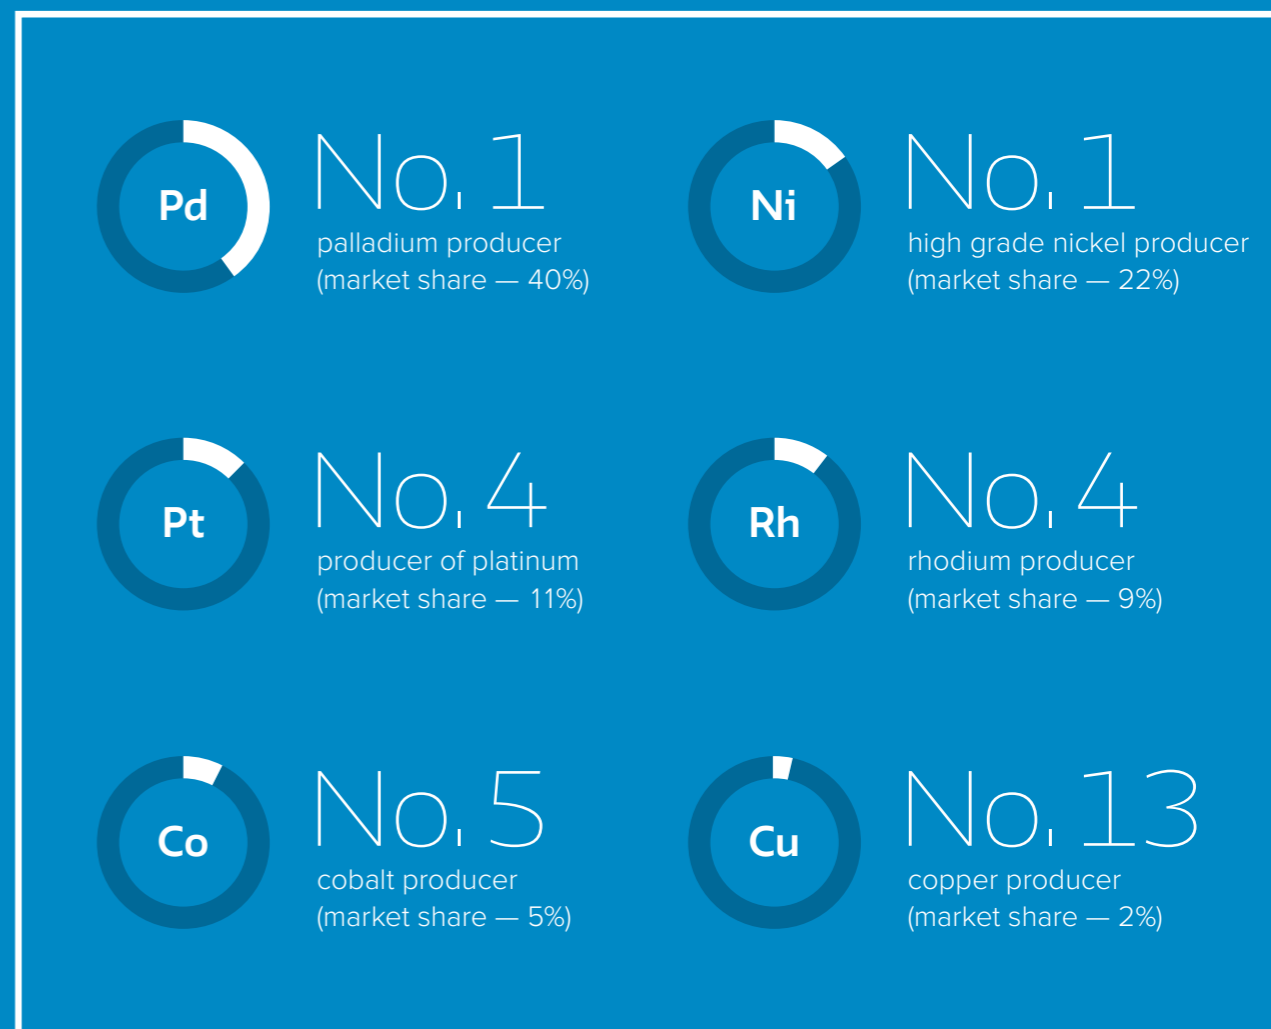 Pd
No. 1
palladium producer
(market share — 40%)
Ni
No. 1
high grade nickel producer
(market share — 22%)
Pt
No. 4
producer of platinum
(market share — 11%)
Rh
No. 4
rhodium producer
(market share — 9%)
Co
No. 5
cobalt producer
(market share — 5%)
Cu
No. 13
copper producer
(market share — 2%)